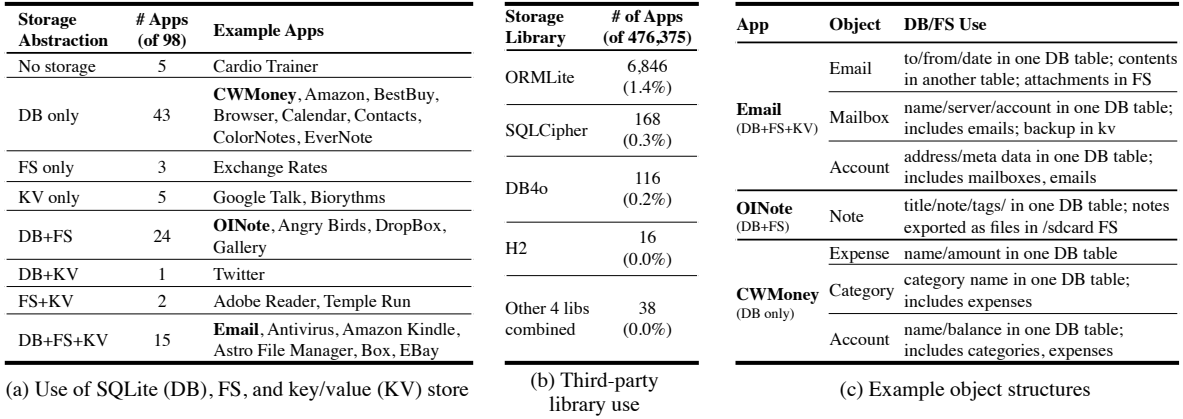 Storage Abstraction | # Apps (of 98) | Example Apps
No storage | 5 | Cardio Trainer
DB only | 43 | CWMoney, Amazon, BestBuy,
Browser, Calendar, Contacts,
ColorNotes, EverNote
FS only | 3 | Exchange Rates
KV only | 5 | Google Talk, Biorythms
DB+FS | 24 | OINote, Angry Birds, DropBox,
Gallery
DB+KV | 1 | Twitter
FS+KV | 2 | Adobe Reader, Temple Run
DB+FS+KV | 15 | Email, Antivirus, Amazon Kindle,
Astro File Manager, Box, EBay
(a) Use of SQLite (DB), FS, and key/value (KV) store
Storage Library | # of Apps (of 476,375)
ORMLite | 6,846
(1.4%)
SQLCipher | 168
(0.3%)
DB4o | 116
(0.2%)
H2 | 16
(0.0%)
Other 4 libs | 38
combined | (0.0%)
(b) Third-party
library use
App | Object | DB/FS Use
Email (DB+FS+KV)
Email | to/from/date in one DB table; contents
in another table; attachments in FS
Mailbox | name/server/account in one DB table;
includes emails; backup in kv
Account | address/meta data in one DB table;
includes mailboxes, emails
OINote (DB+FS)
Note | title/note/tags/ in one DB table; notes
exported as files in /sdcard FS
CWMoney (DB only)
Expense | name/amount in one DB table
Category | category name in one DB table;
includes expenses
Account | name/balance in one DB table;
includes categories, expenses
(c) Example object structures